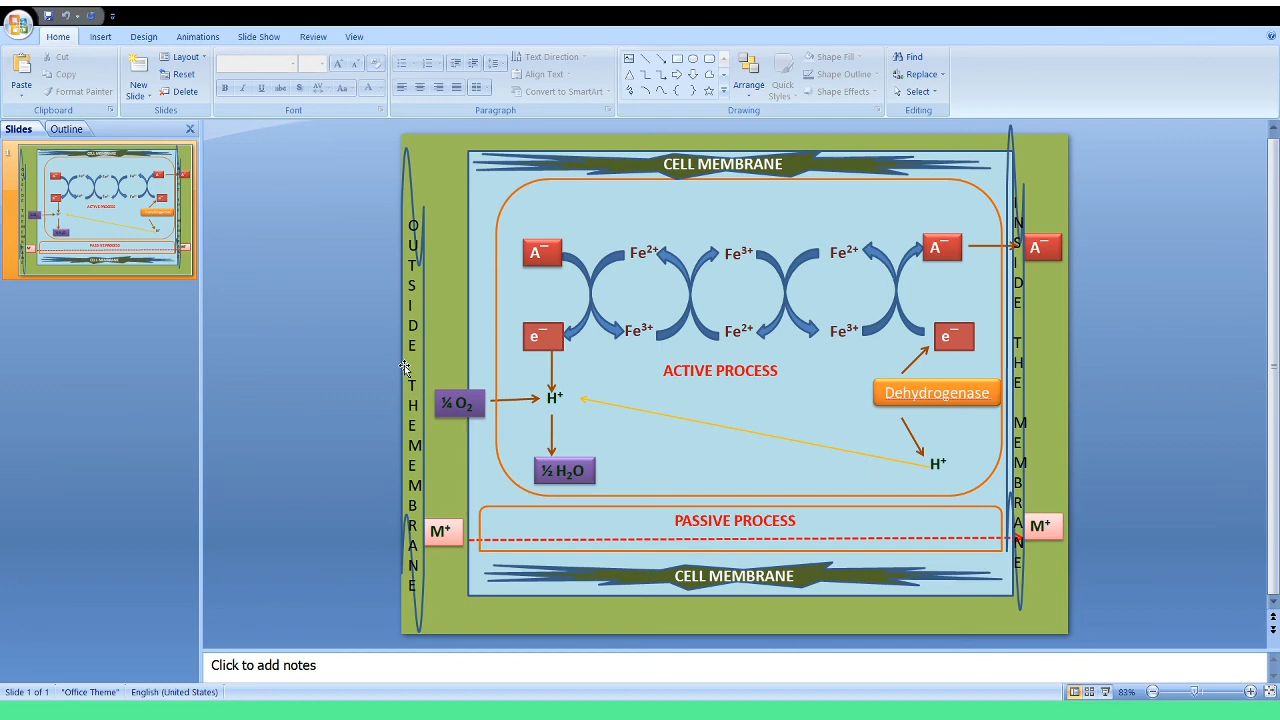 Home Insert Design Animations Slide Show Review View
Paste
Cut
Copy
Format Painter
Clipboard
New Slide
Layout
Reset
Delete
Slides
B I U abc S AV Aa A
Font
Text Direction
Align Text
Convert to SmartArt
Paragraph
Arrange
Quick Styles
Shape Fill
Shape Outline
Shape Effects
Drawing
Find
Replace
Select
Editing
Slides Outline
1
CELL MEMBRANE
OUTSIDE THE MEMBRANE
INSIDE THE MEMBRANE
A⁻ Fe²⁺ Fe³⁺ Fe²⁺ A⁻ A⁻
e⁻ Fe³⁺ Fe²⁺ Fe³⁺ e⁻
ACTIVE PROCESS
Dehydrogenase
¼ O₂ H⁺
½ H₂O H⁺
PASSIVE PROCESS
M⁺ M⁺
CELL MEMBRANE
Click to add notes
Slide 1 of 1 "Office Theme" English (United States) 83%